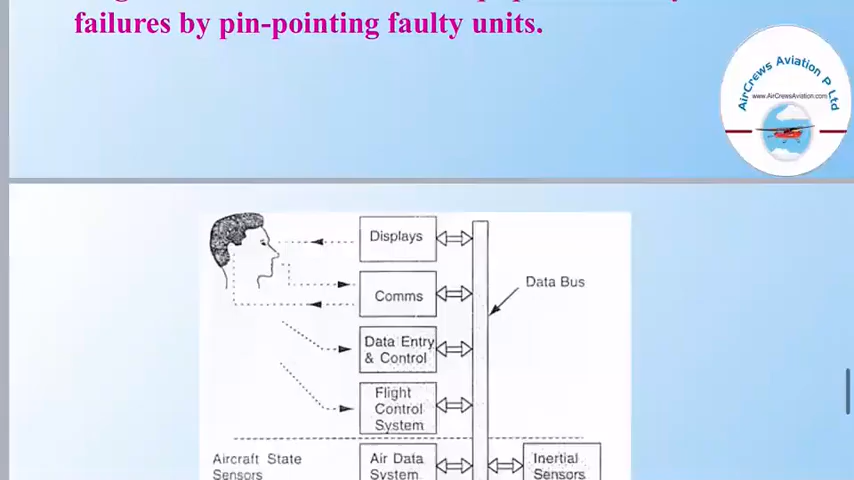 failures by pin-pointing faulty units.
AirCrews Aviation P Ltd
www.AirCrewsAviation.com
Displays
Comms
Data Bus
Data Entry
& Control
Flight
Control
System
Aircraft State
Sensors
Air Data
System
Inertial
Sensors